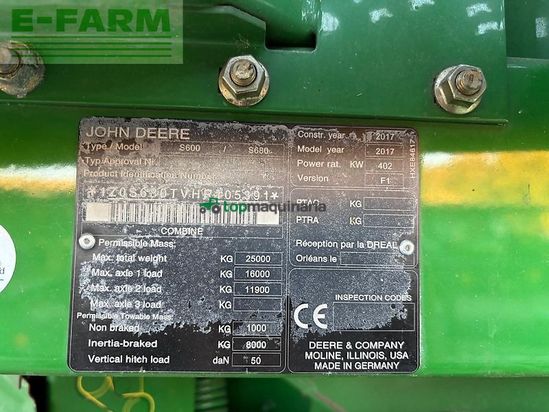 E-FARM
JOHN DEERE
Type / Model S600 / S680
Typ/Approval Nr
Product Identification Number
*1Z0S680TVHR105391*
topmaquinaria
COMBINE
Permissible Mass:
Max. total weight KG 25000
Max. axle 1 load KG 16000
Max. axle 2 load KG 11900
Max. axle 3 load KG
Permissible Towable Mass:
Non braked KG 1000
Inertia-braked KG 8000
Vertical hitch load daN 50
Constr. year 2017
Model year 2017
Power rat. KW 402
Version F1
PTAC KG
PTRA KG
Réception par la DREAL
Orléans le
INSPECTION CODES
CE
DEERE & COMPANY
MOLINE, ILLINOIS, USA
MADE IN GERMANY